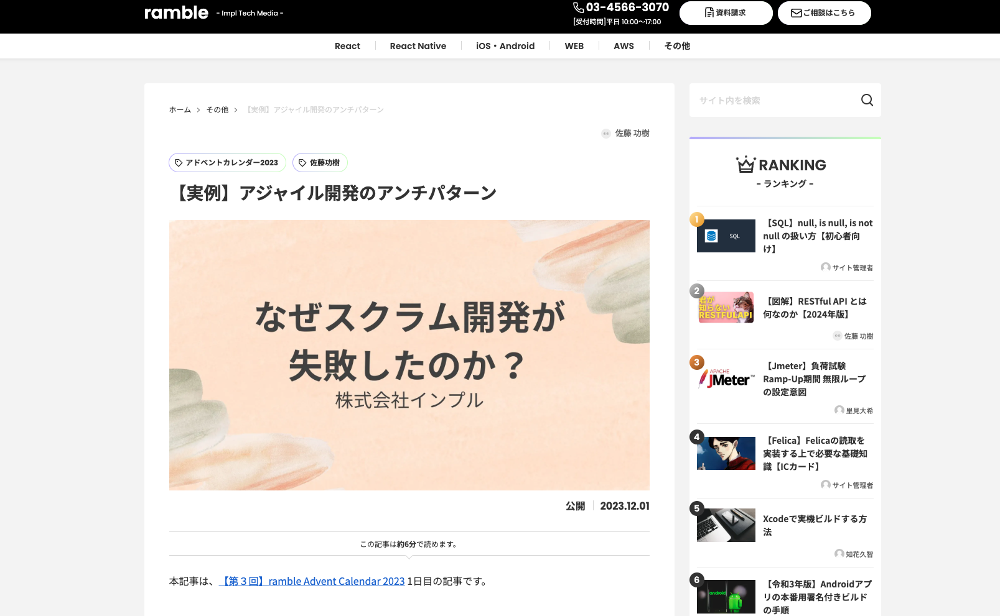 ramble - Impl Tech Media -
03-4566-3070
[受付時間]平日 10:00〜17:00
資料請求
ご相談はこちら
React
React Native
iOS・Android
WEB
AWS
その他
ホーム > その他 > 【実例】アジャイル開発のアンチパターン
佐藤 功樹
アドベントカレンダー2023
佐藤功樹
【実例】アジャイル開発のアンチパターン
なぜスクラム開発が
失敗したのか？
株式会社インプル
公開 2023.12.01
この記事は約6分で読めます。
本記事は、【第３回】ramble Advent Calendar 2023 1日目の記事です。
サイト内を検索
RANKING
- ランキング -
1
SQL
【SQL】null, is null, is not
null の扱い方【初心者向
け】
サイト管理者
2
君が
知らない
RESTFULAPI
【図解】RESTful API とは
何なのか【2024年版】
佐藤 功樹
3
APACHE
JMeter™
【Jmeter】負荷試験
Ramp-Up期間 無限ループ
の設定意図
里見大希
4
【Felica】Felicaの読取を
実装する上で必要な基礎知
識【ICカード】
サイト管理者
5
Xcodeで実機ビルドする方
法
知花久智
6
android
【令和3年版】Androidアプ
リの本番用署名付きビルド
の手順